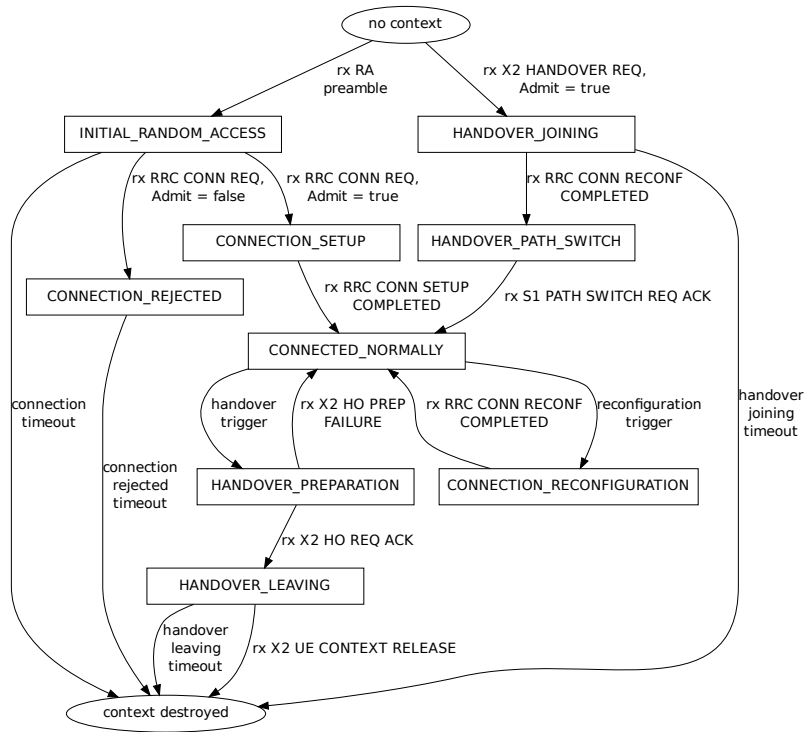 no context
rx RA
preamble
rx X2 HANDOVER REQ,
Admit = true
INITIAL_RANDOM_ACCESS
HANDOVER_JOINING
rx RRC CONN REQ,
Admit = false
rx RRC CONN REQ,
Admit = true
rx RRC CONN RECONF
COMPLETED
CONNECTION_SETUP
HANDOVER_PATH_SWITCH
CONNECTION_REJECTED
rx RRC CONN SETUP
COMPLETED
rx S1 PATH SWITCH REQ ACK
CONNECTED_NORMALLY
connection
timeout
handover
trigger
rx X2 HO PREP
FAILURE
rx RRC CONN RECONF
COMPLETED
reconfiguration
trigger
handover
joining
timeout
connection
rejected
timeout
HANDOVER_PREPARATION
CONNECTION_RECONFIGURATION
rx X2 HO REQ ACK
HANDOVER_LEAVING
handover
leaving
timeout
rx X2 UE CONTEXT RELEASE
context destroyed